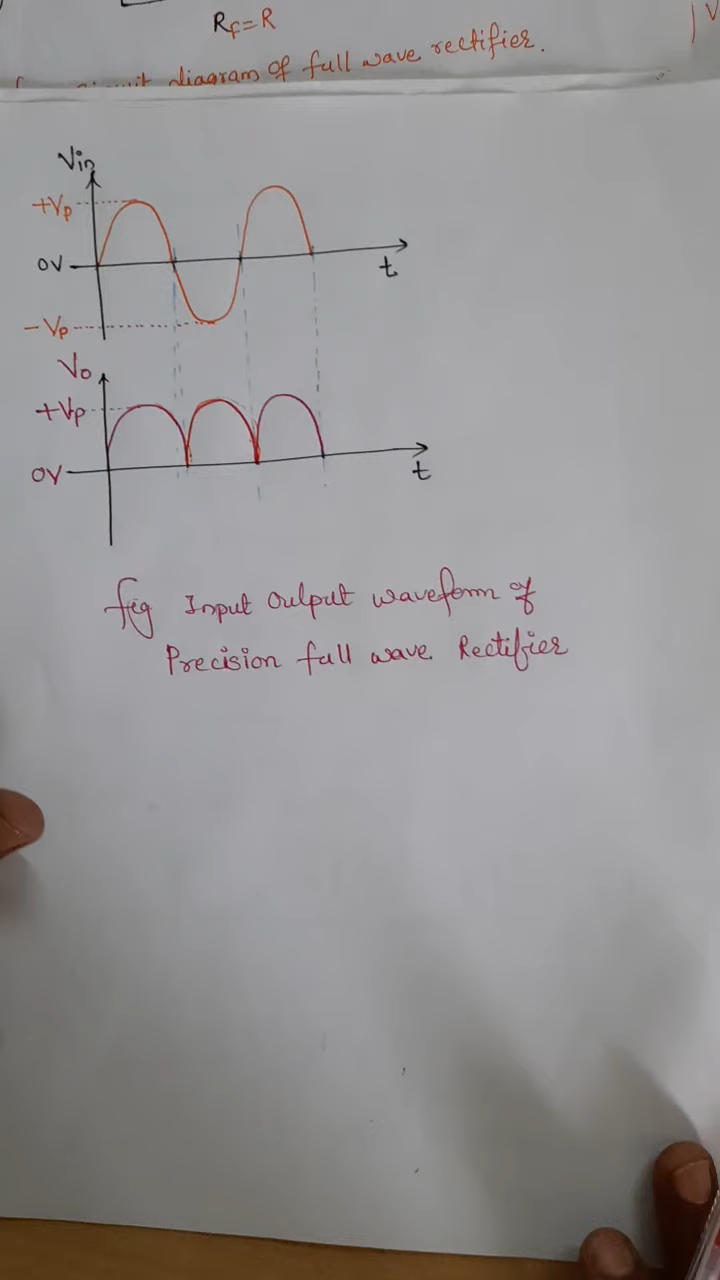 R_F=R
diagram of full wave rectifier.
Vin
+Vp
0V
t
-Vp
Vo
+Vp
0V
t
fig Input Output waveform of
Precision full wave Rectifier